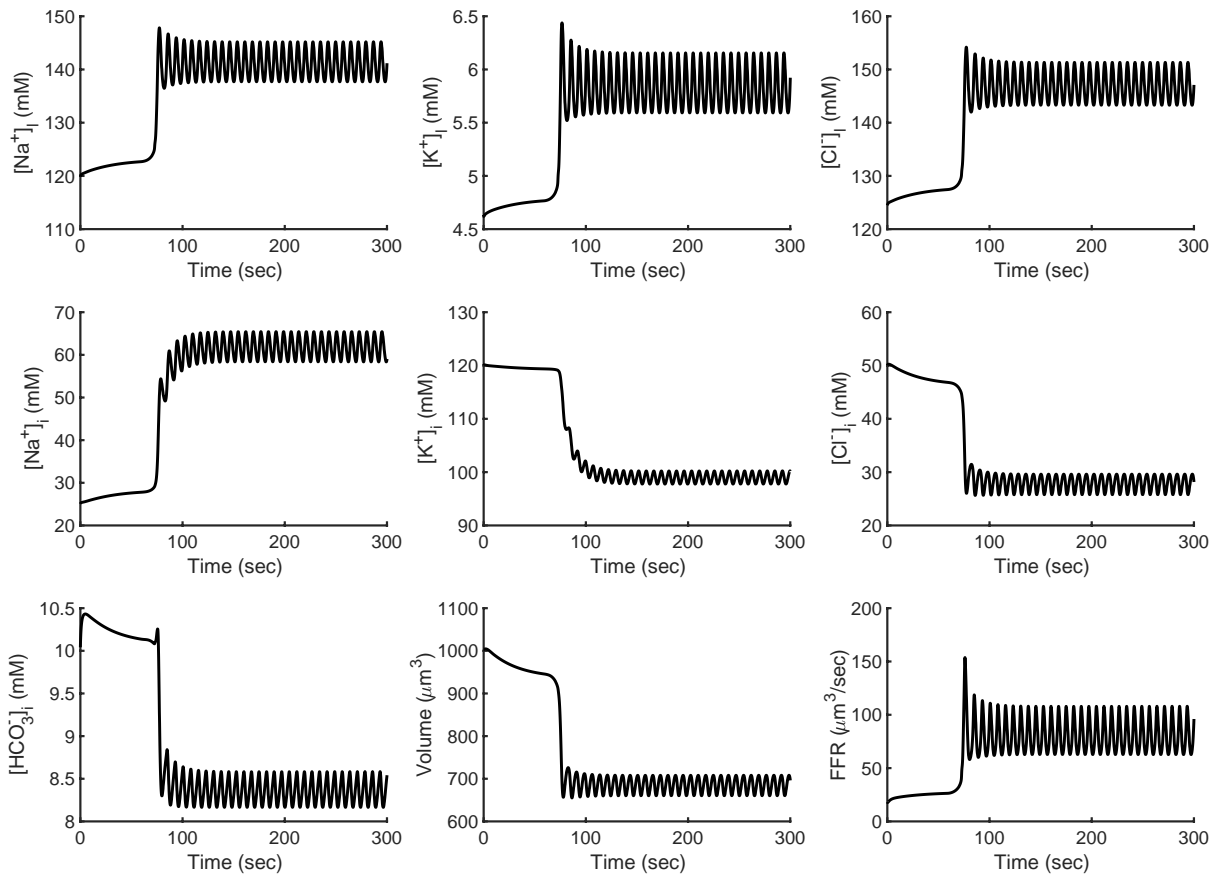 150
140
130
120
110
[Na+]l (mM)
0 100 200 300
Time (sec)
6.5
6
5.5
5
4.5
[K+]l (mM)
0 100 200 300
Time (sec)
160
150
140
130
120
[Cl-]l (mM)
0 100 200 300
Time (sec)
70
60
50
40
30
20
[Na+]i (mM)
0 100 200 300
Time (sec)
130
120
110
100
90
[K+]i (mM)
0 100 200 300
Time (sec)
60
50
40
30
20
[Cl-]i (mM)
0 100 200 300
Time (sec)
10.5
10
9.5
9
8.5
8
[HCO3-]i (mM)
0 100 200 300
Time (sec)
1100
1000
900
800
700
600
Volume (μm3)
0 100 200 300
Time (sec)
200
150
100
50
0
FFR (μm3/sec)
0 100 200 300
Time (sec)